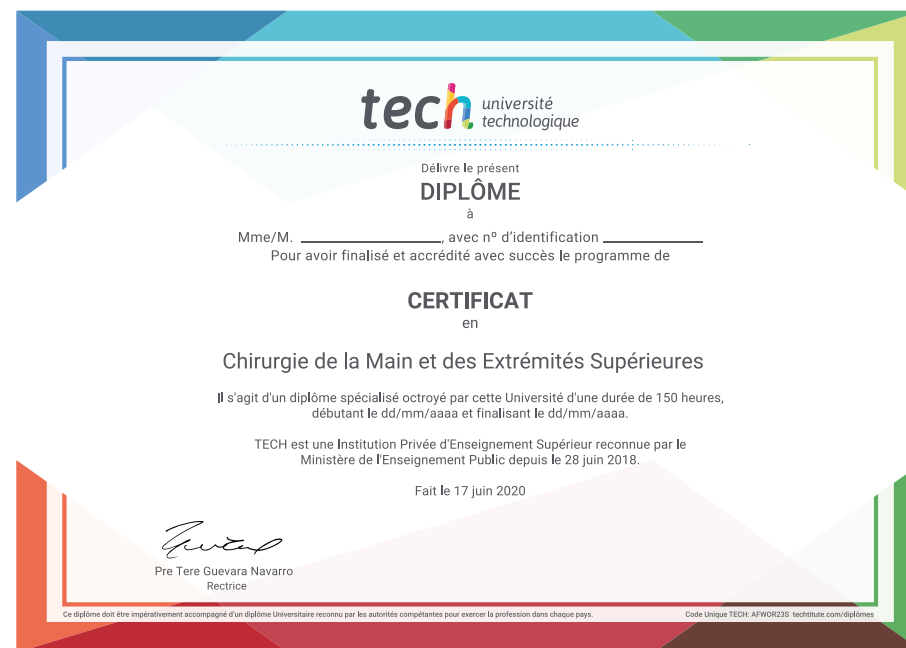 tech université
technologique
Délivre le présent
DIPLÔME
à
Mme/M. ____________________, avec nº d'identification ______________
Pour avoir finalisé et accrédité avec succès le programme de
CERTIFICAT
en
Chirurgie de la Main et des Extrémités Supérieures
Il s'agit d'un diplôme spécialisé octroyé par cette Université d'une durée de 150 heures,
débutant le dd/mm/aaaa et finalisant le dd/mm/aaaa.
TECH est une Institution Privée d'Enseignement Supérieur reconnue par le
Ministère de l'Enseignement Public depuis le 28 juin 2018.
Fait le 17 juin 2020
Pre Tere Guevara Navarro
Rectrice
Ce diplôme doit être impérativement accompagné d'un diplôme Universitaire reconnu par les autorités compétentes pour exercer la profession dans chaque pays. Code Unique TECH: AFWOR23S techtitute.com/diplômes